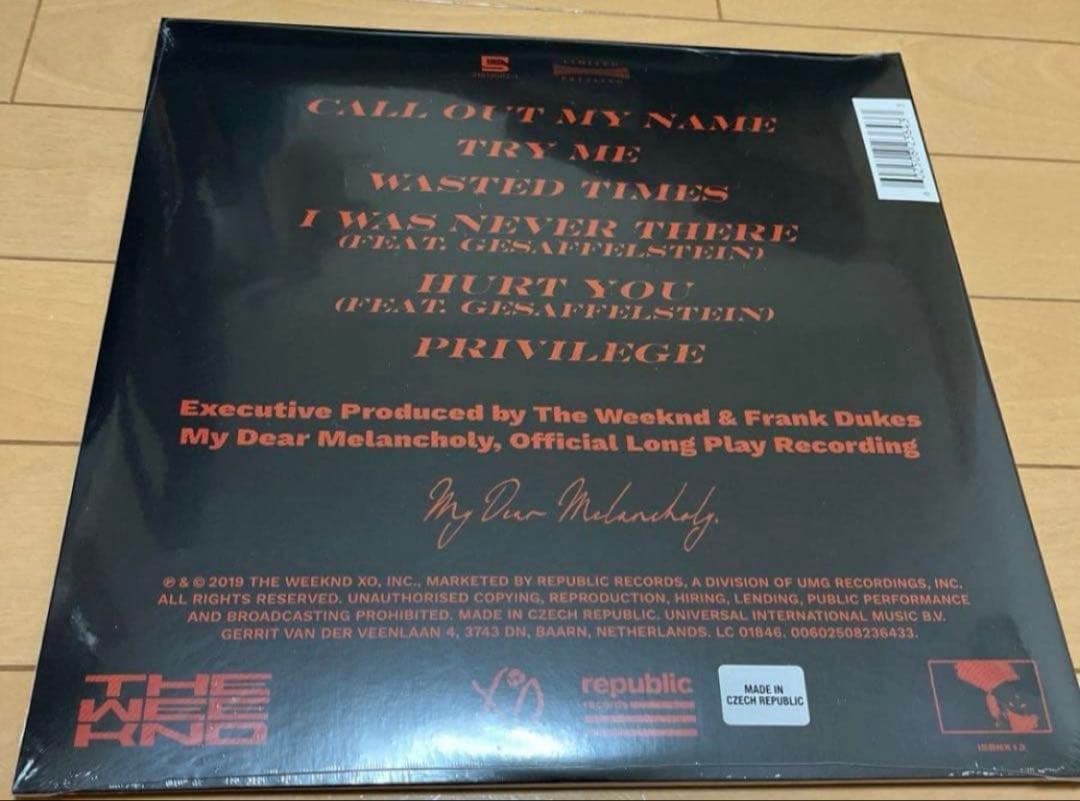 LIMITED
CALL OUT MY NAME
TRY ME
WASTED TIMES
I WAS NEVER THERE
(FEAT. GESAFFELSTEIN)
HURT YOU
(FEAT. GESAFFELSTEIN)
PRIVILEGE
Executive Produced by The Weeknd & Frank Dukes
My Dear Melancholy, Official Long Play Recording
My Dear Melancholy,
℗ & © 2019 THE WEEKND XO, INC., MARKETED BY REPUBLIC RECORDS, A DIVISION OF UMG RECORDINGS, INC.
ALL RIGHTS RESERVED. UNAUTHORISED COPYING, REPRODUCTION, HIRING, LENDING, PUBLIC PERFORMANCE
AND BROADCASTING PROHIBITED. MADE IN CZECH REPUBLIC. UNIVERSAL INTERNATIONAL MUSIC B.V.
GERRIT VAN DER VEENLAAN 4, 3743 DN, BAARN, NETHERLANDS. LC 01846. 00602508236433.
THE
WEE
KND
XO
republic
records
MADE IN
CZECH REPUBLIC